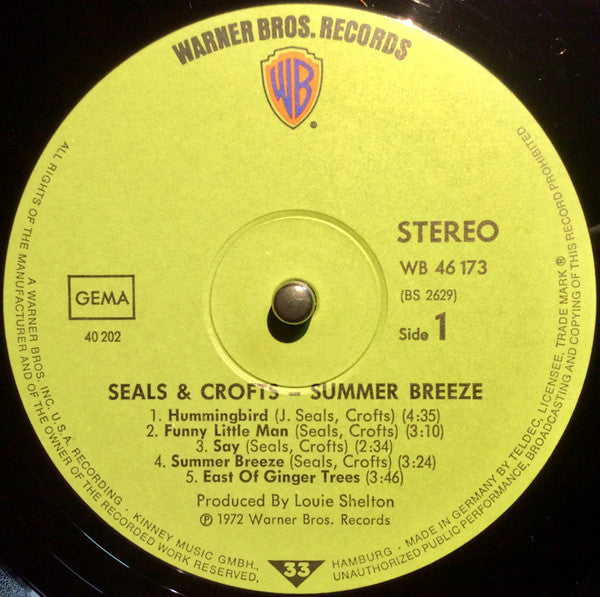 WARNER BROS. RECORDS
WB®
STEREO
WB 46 173
(BS 2629)
Side 1
GEMA
40 202
SEALS & CROFTS – SUMMER BREEZE
1. Hummingbird (J. Seals, Crofts) (4:35)
2. Funny Little Man (Seals, Crofts) (3:10)
3. Say (Seals, Crofts) (2:34)
4. Summer Breeze (Seals, Crofts) (3:24)
5. East Of Ginger Trees (3:46)
Produced By Louie Shelton
℗ 1972 Warner Bros. Records
33
ALL RIGHTS OF THE MANUFACTURER AND OF THE OWNER OF THE RECORDED WORK RESERVED.
A WARNER BROS. INC. U.S.A. RECORDING · KINNEY MUSIC GMBH., HAMBURG · MADE IN GERMANY BY TELDEC, LICENSEE, TRADE MARK ®
UNAUTHORIZED PUBLIC PERFORMANCE, BROADCASTING AND COPYING OF THIS RECORD PROHIBITED